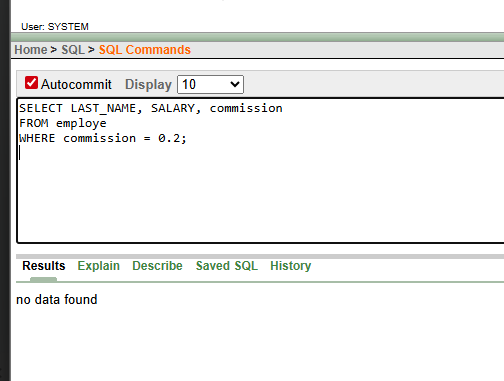 User: SYSTEM
Home > SQL > SQL Commands
Autocommit Display 10
SELECT LAST_NAME, SALARY, commission
FROM employe
WHERE commission = 0.2;
Results Explain Describe Saved SQL History
no data found